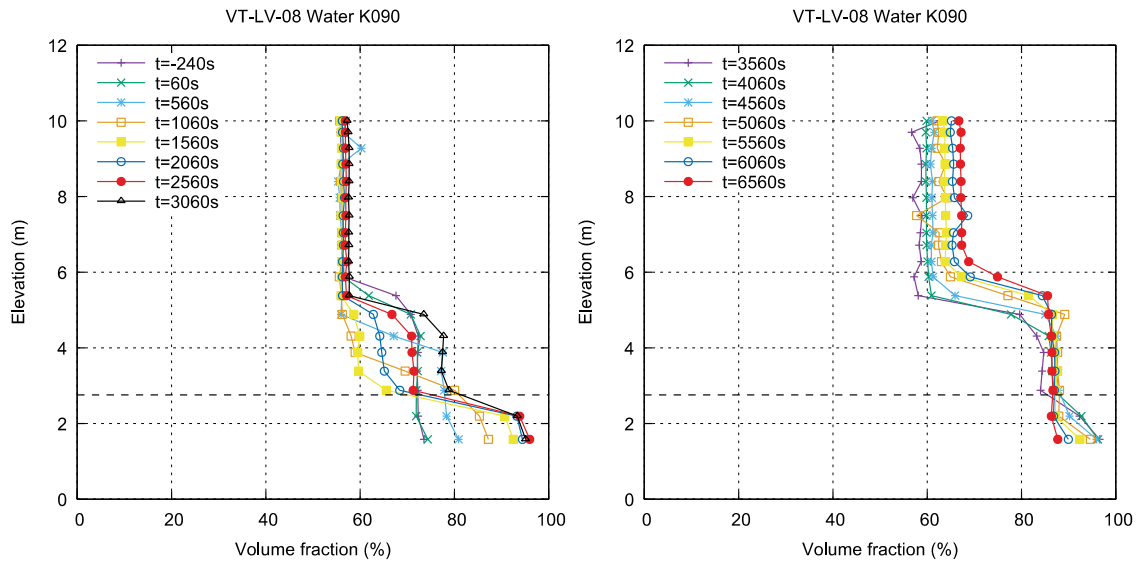 VT-LV-08 Water K090
12
10
8
6
4
2
0
0
20
40
60
80
100
Elevation (m)
Volume fraction (%)
t=-240s
t=60s
t=560s
t=1060s
t=1560s
t=2060s
t=2560s
t=3060s
VT-LV-08 Water K090
12
10
8
6
4
2
0
0
20
40
60
80
100
Elevation (m)
Volume fraction (%)
t=3560s
t=4060s
t=4560s
t=5060s
t=5560s
t=6060s
t=6560s